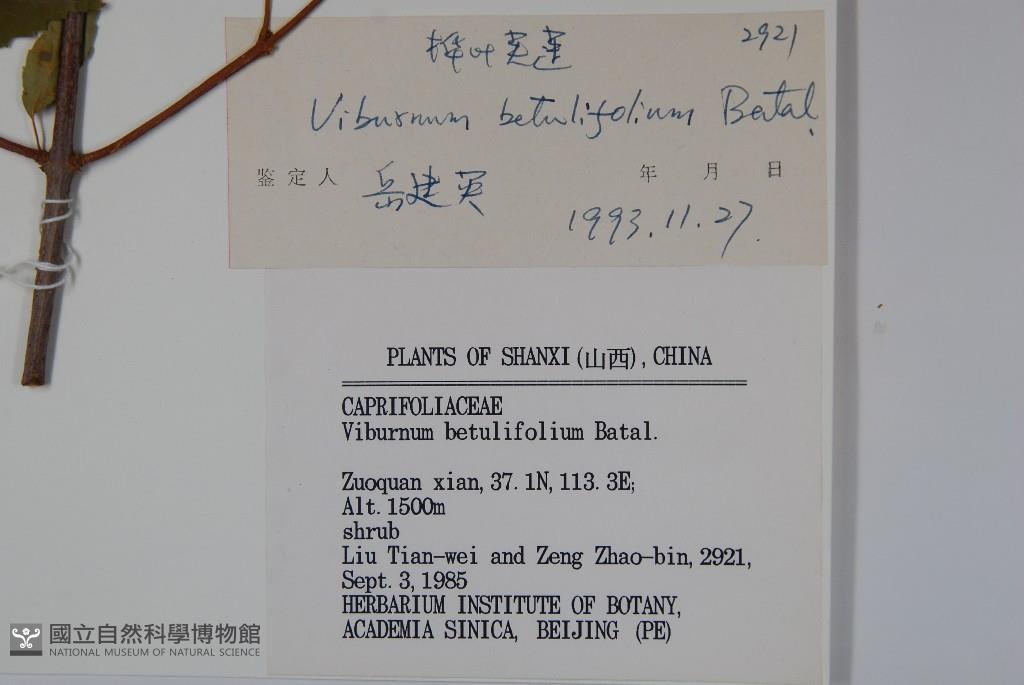 桦叶荚蒾 2921
Viburnum betulifolium Batal.
鉴定人 岳建英 年 月 日
1993.11.27.
PLANTS OF SHANXI(山西), CHINA
CAPRIFOLIACEAE
Viburnum betulifolium Batal.
Zuoquan xian, 37.1N, 113.3E;
Alt. 1500m
shrub
Liu Tian-wei and Zeng Zhao-bin, 2921,
Sept. 3, 1985
HERBARIUM INSTITUTE OF BOTANY,
ACADEMIA SINICA, BEIJING (PE)
國立自然科學博物館
NATIONAL MUSEUM OF NATURAL SCIENCE